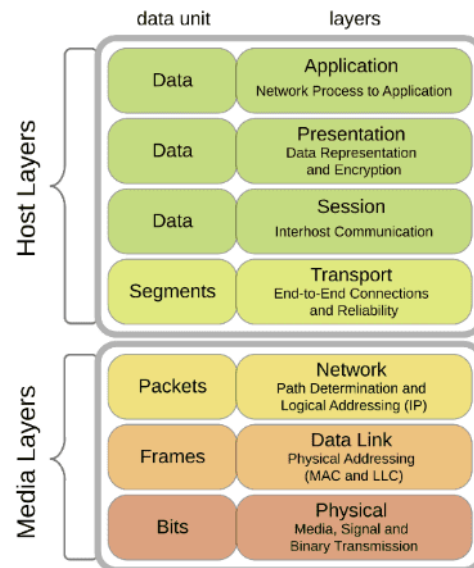 data unit
layers
Host Layers
Data
Application
Network Process to Application
Data
Presentation
Data Representation
and Encryption
Data
Session
Interhost Communication
Segments
Transport
End-to-End Connections
and Reliability
Media Layers
Packets
Network
Path Determination and
Logical Addressing (IP)
Frames
Data Link
Physical Addressing
(MAC and LLC)
Bits
Physical
Media, Signal and
Binary Transmission